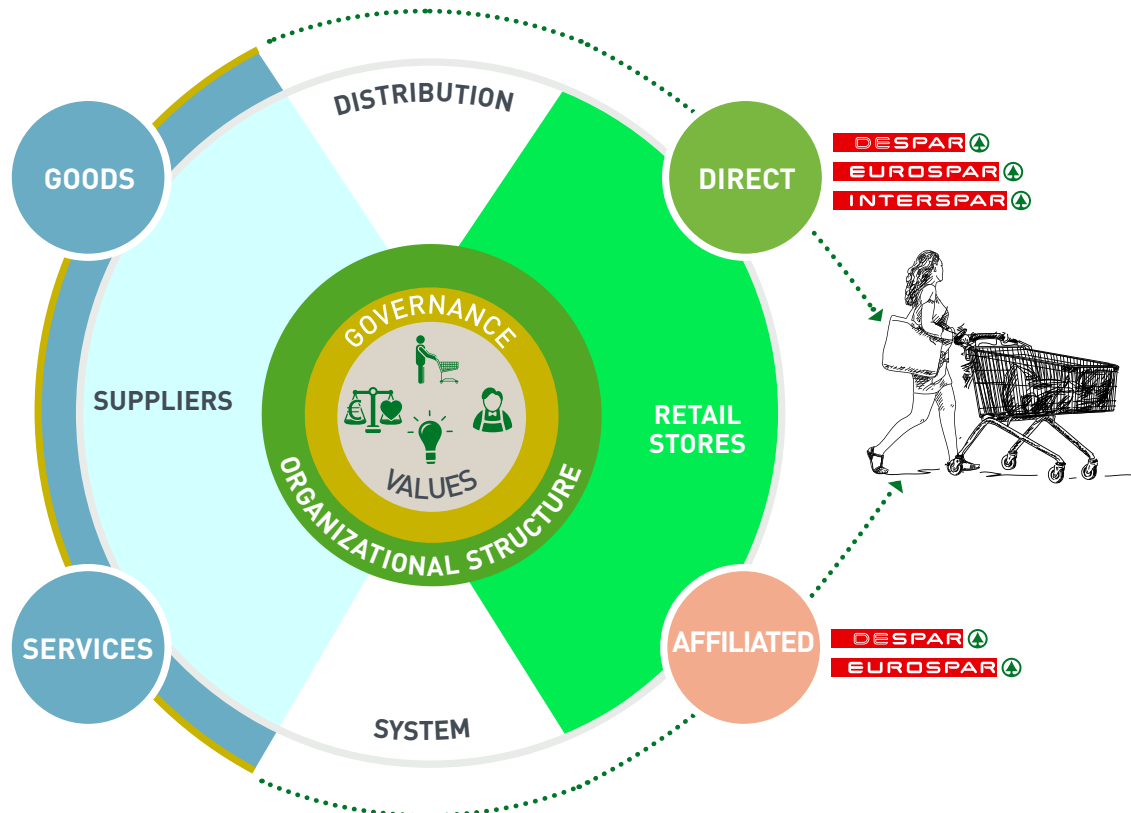 DISTRIBUTION
GOODS
DIRECT
DESPAR
EUROSPAR
INTERSPAR
GOVERNANCE
SUPPLIERS
€
RETAIL
STORES
VALUES
ORGANIZATIONAL STRUCTURE
SERVICES
AFFILIATED
DESPAR
EUROSPAR
SYSTEM